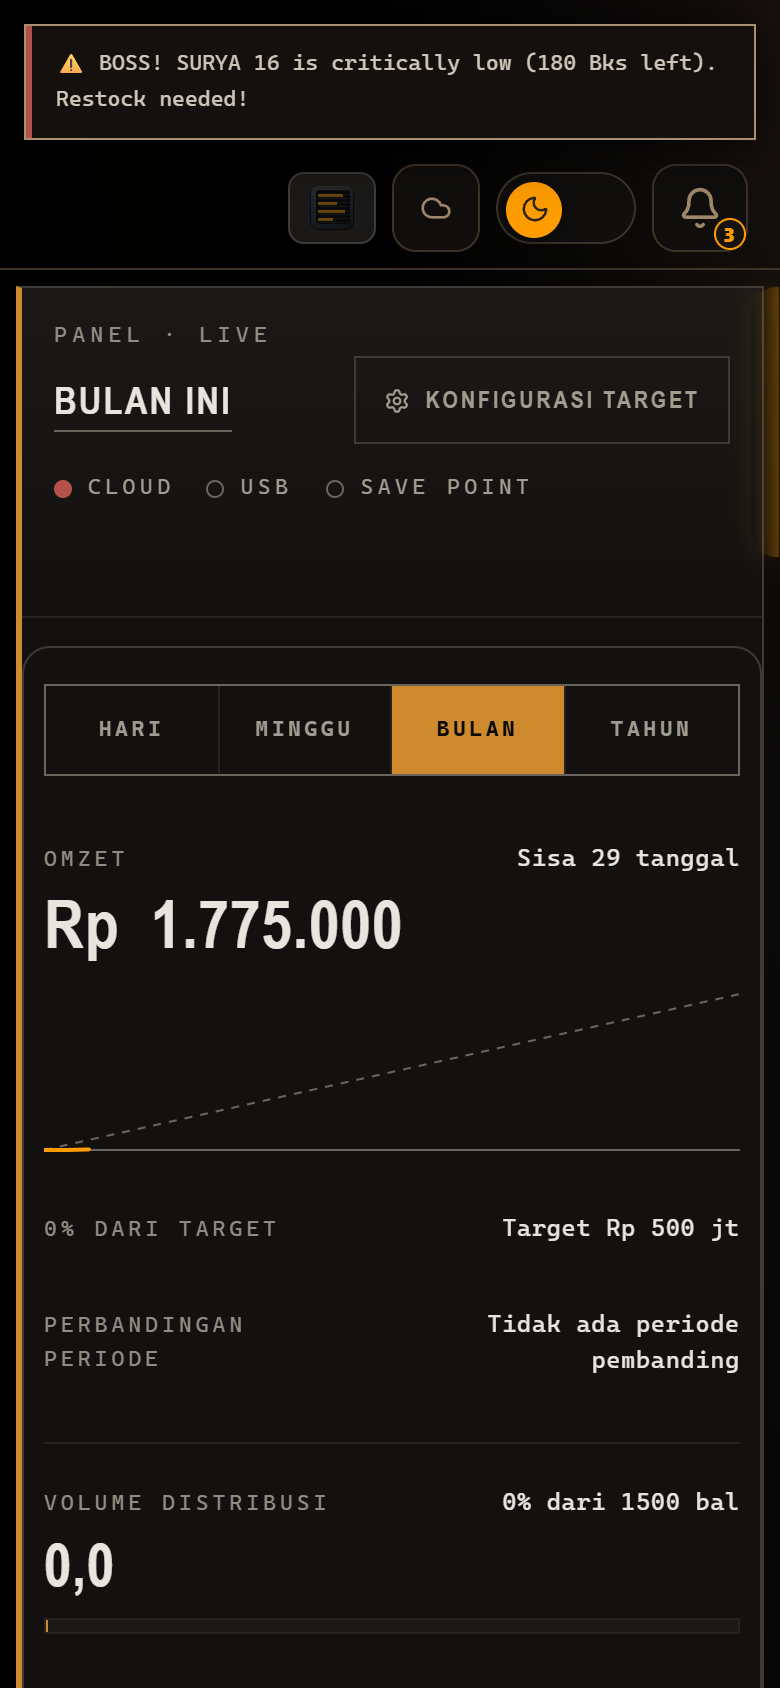 ⚠️ BOSS! SURYA 16 is critically low (180 Bks left).
Restock needed!
3
PANEL · LIVE
BULAN INI
KONFIGURASI TARGET
CLOUD USB SAVE POINT
HARI MINGGU BULAN TAHUN
OMZET Sisa 29 tanggal
Rp 1.775.000
0% DARI TARGET Target Rp 500 jt
PERBANDINGAN PERIODE Tidak ada periode pembanding
VOLUME DISTRIBUSI 0% dari 1500 bal
0,0